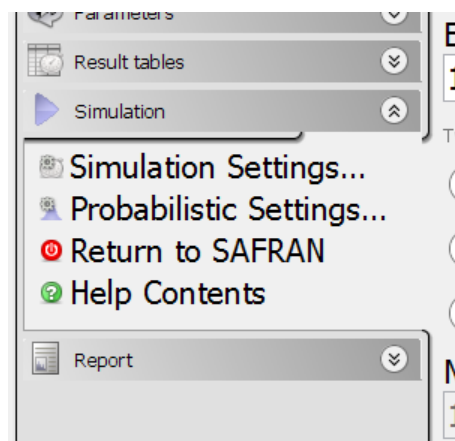 Parameters
Result tables
Simulation
Simulation Settings...
Probabilistic Settings...
Return to SAFRAN
Help Contents
Report